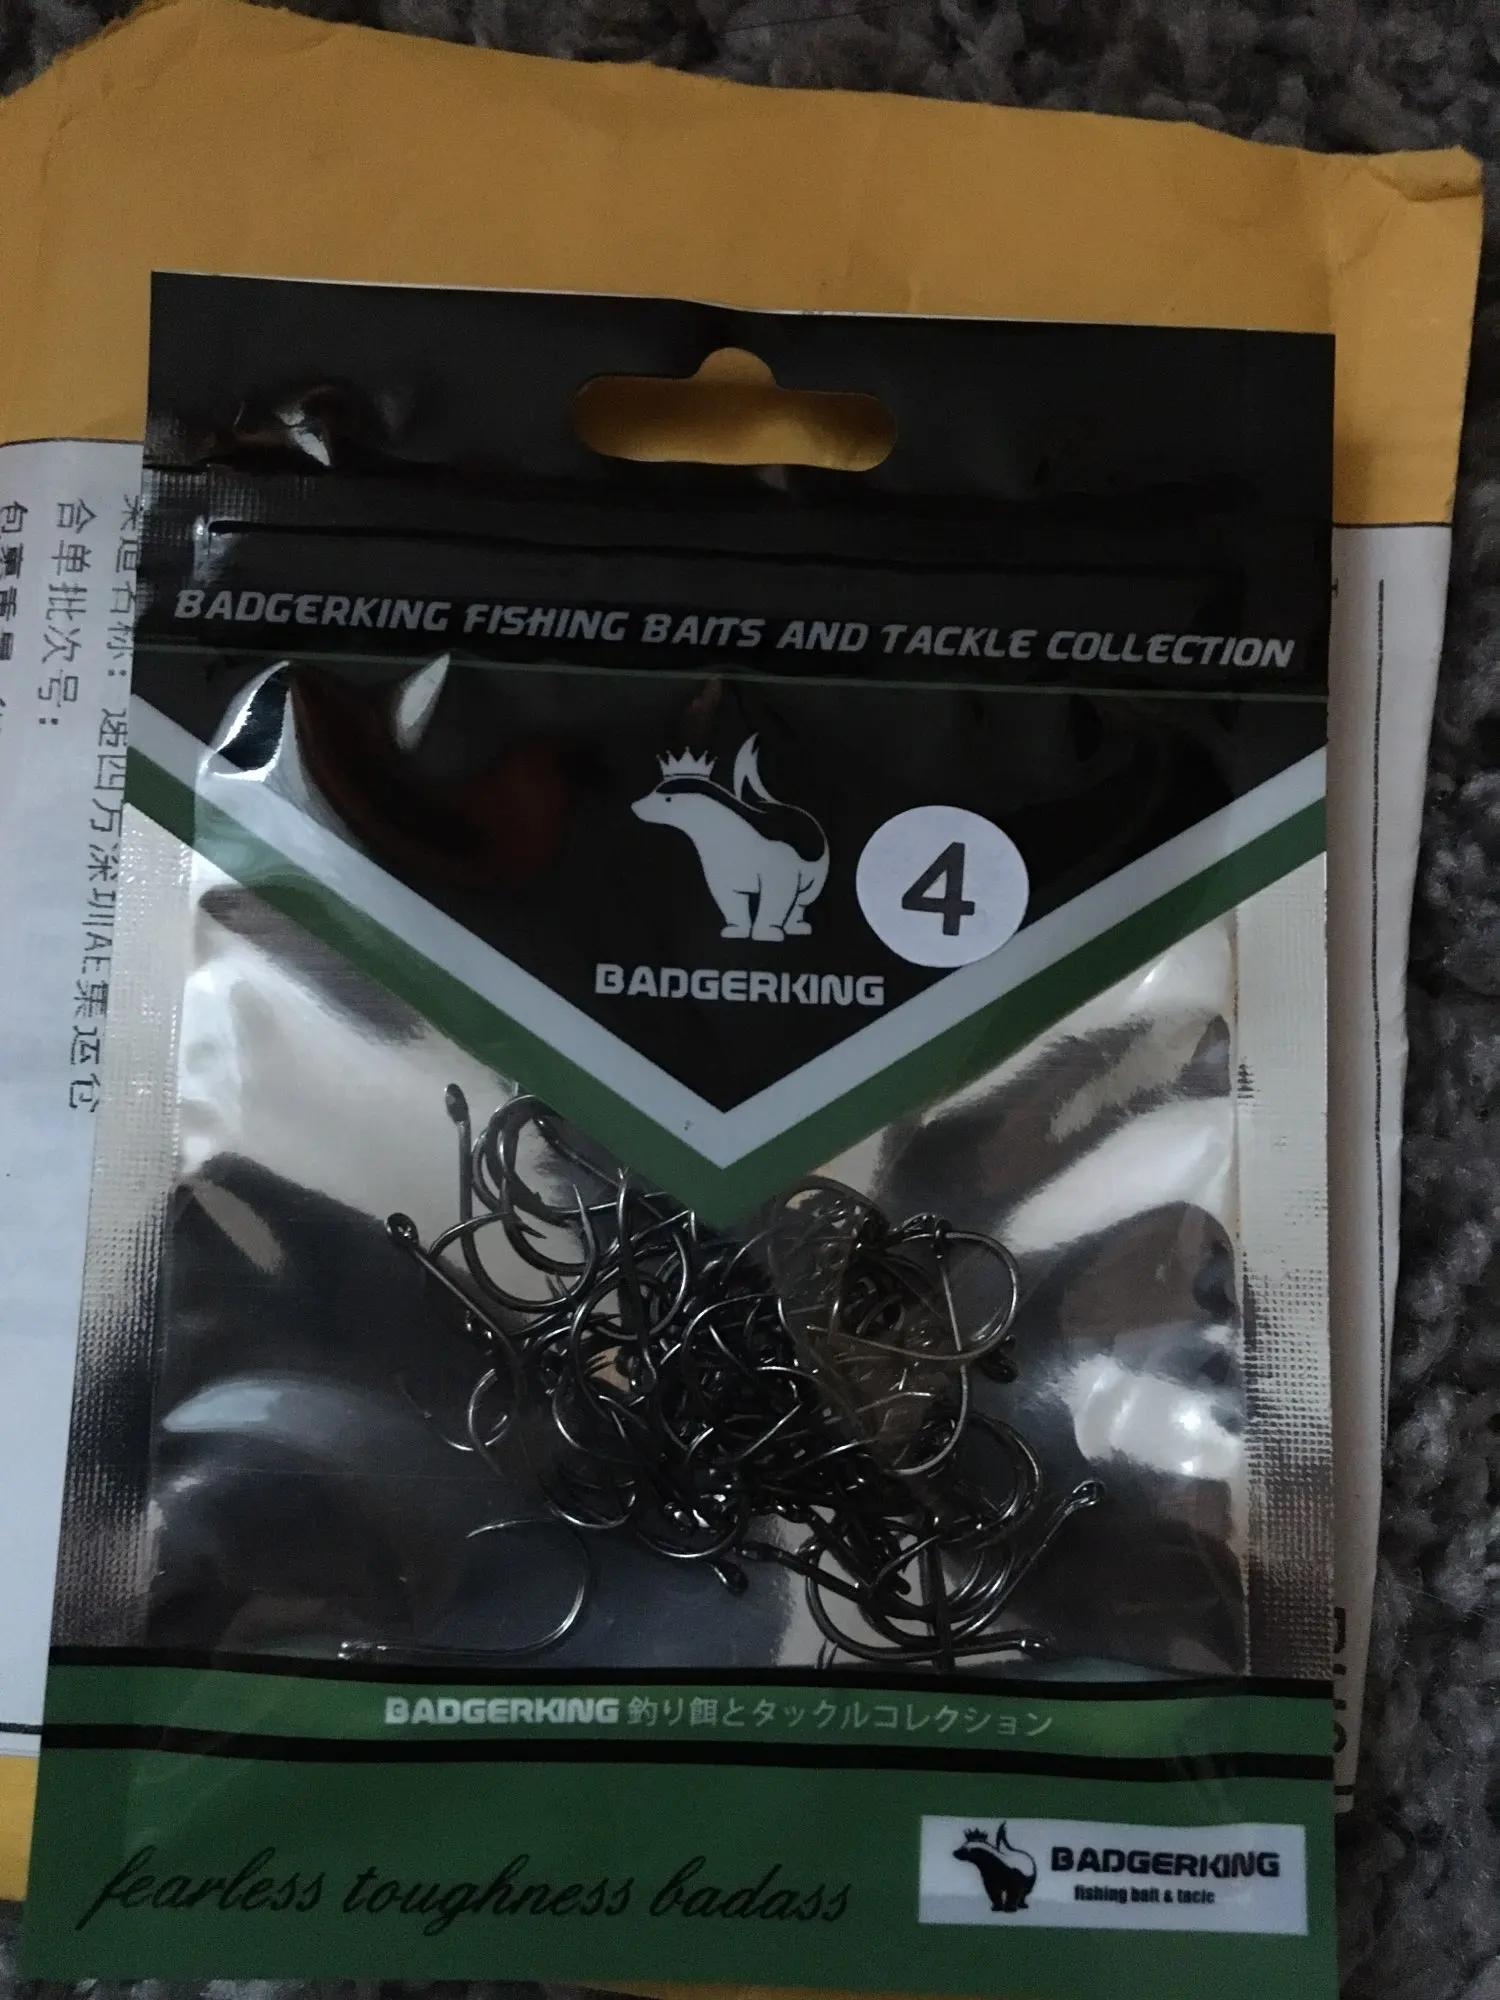 BADGERKING FISHING BAITS AND TACKLE COLLECTION
4
BADGERKING
BADGERKING 釣り餌とタックルコレクション
fearless toughness badass
BADGERKING
fishing bait & tacle
合单批次号: